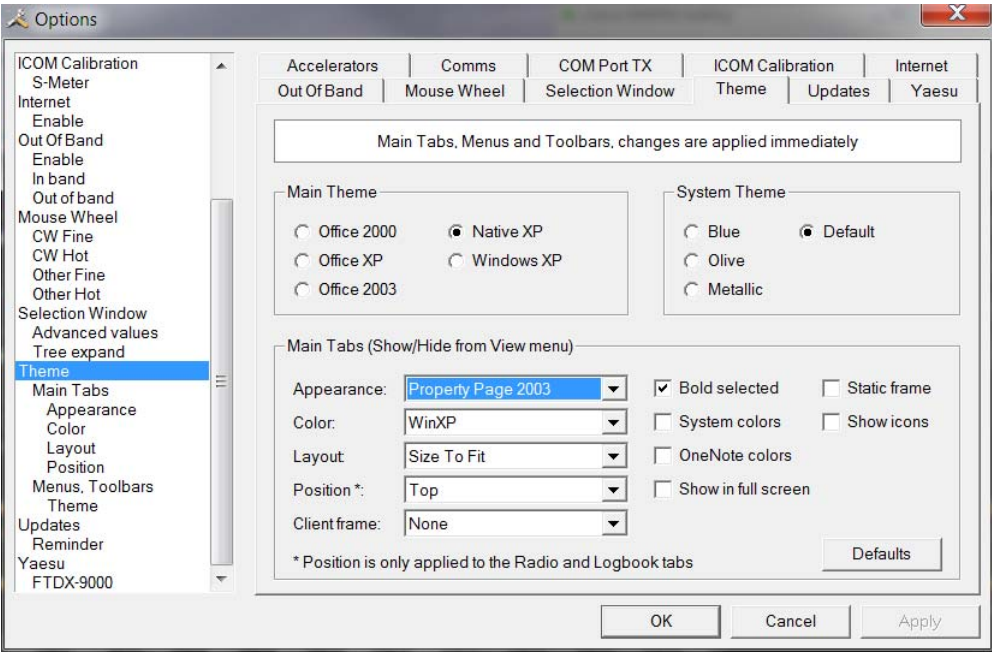 Options
ICOM Calibration
S-Meter
Internet
Enable
Out Of Band
Enable
In band
Out of band
Mouse Wheel
CW Fine
CW Hot
Other Fine
Other Hot
Selection Window
Advanced values
Tree expand
Theme
Main Tabs
Appearance
Color
Layout
Position
Menus, Toolbars
Theme
Updates
Reminder
Yaesu
FTDX-9000
Accelerators Comms COM Port TX ICOM Calibration Internet
Out Of Band Mouse Wheel Selection Window Theme Updates Yaesu
Main Tabs, Menus and Toolbars, changes are applied immediately
Main Theme
Office 2000 Native XP
Office XP Windows XP
Office 2003
System Theme
Blue Default
Olive
Metallic
Main Tabs (Show/Hide from View menu)
Appearance: Property Page 2003 Bold selected Static frame
Color: WinXP System colors Show icons
Layout: Size To Fit OneNote colors
Position *: Top Show in full screen
Client frame: None
* Position is only applied to the Radio and Logbook tabs
Defaults
OK Cancel Apply